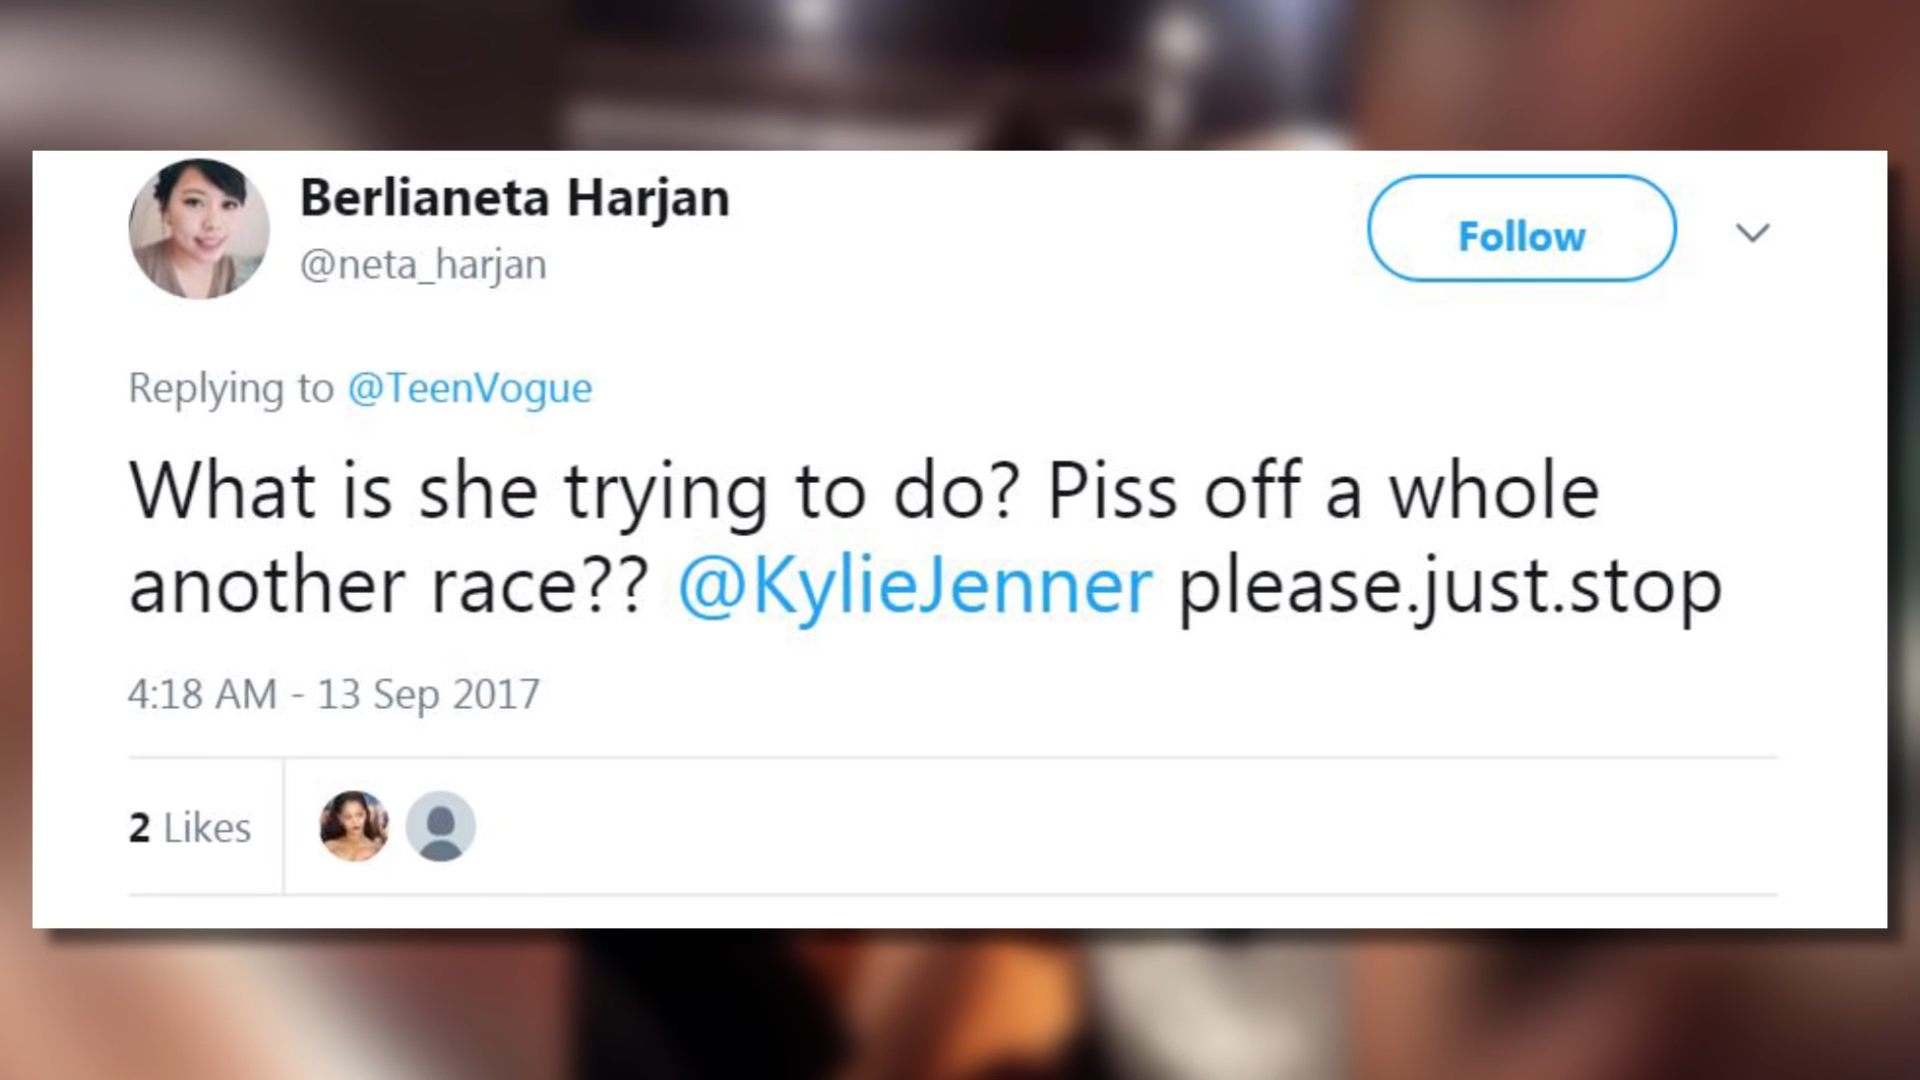 Berlianeta Harjan
@neta_harjan
Follow
Replying to @TeenVogue
What is she trying to do? Piss off a whole
another race?? @KylieJenner please.just.stop
4:18 AM - 13 Sep 2017
2 Likes